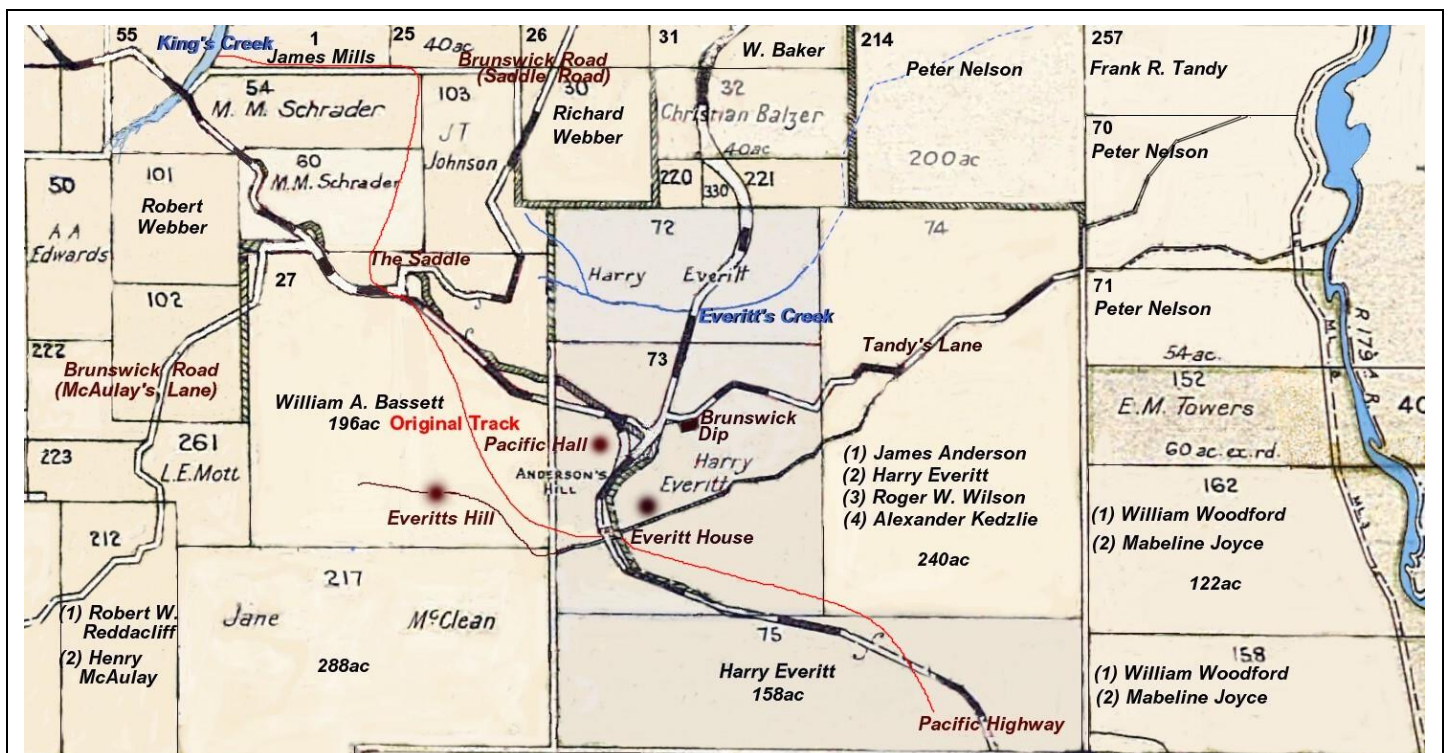 55
King's Creek
1
James Mills
25
40ac
26
Brunswick Road
(Saddle Road)
31
W. Baker
214
Peter Nelson
200 ac
257
Frank R. Tandy
54
M. M. Schrader
103
J T
Johnson
30
Richard
Webber
32
Christian Balzer
40ac
70
Peter Nelson
50
A A
Edwards
101
Robert
Webber
60
M.M. Schrader
220
330
221
72
Harry Everitt
74
The Saddle
27
102
Everitt's Creek
71
Peter Nelson
54 ac.
R 179 A R.
222
Brunswick Road
(McAulay's Lane)
73
Tandy's Lane
152
E.M. Towers
60 ac. ex. rd.
40
William A. Bassett
196ac
Original Track
Pacific Hall
Brunswick
Dip
Harry
Everitt
ANDERSON'S
HILL
223
261
L.E. Mott
Everitts Hill
Everitt House
(1) James Anderson
(2) Harry Everitt
(3) Roger W. Wilson
(4) Alexander Kedzlie
240ac
162
(1) William Woodford
(2) Mabeline Joyce
122ac
212
(1) Robert W.
Reddacliff
(2) Henry
McAulay
217
Jane McClean
288ac
75
Harry Everitt
158ac
Pacific Highway
158
(1) William Woodford
(2) Mabeline Joyce